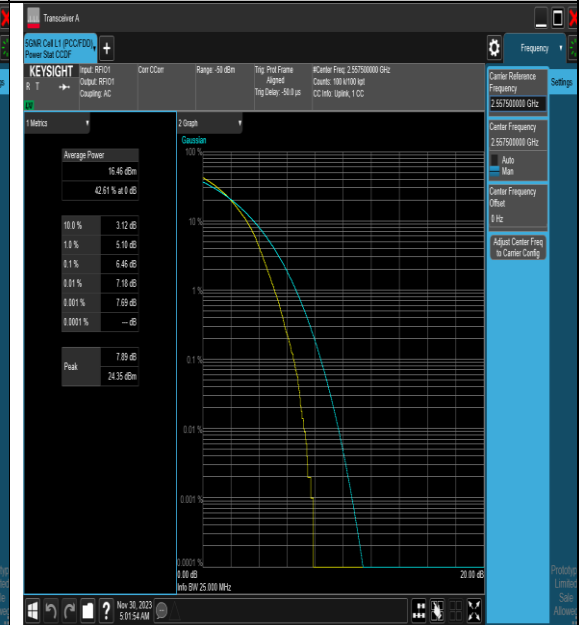 Transceiver A
5GNR Cell L1 (PCC/FDD),
Power Stat CCDF
+
Frequency
KEYSIGHT
R T
LV
Input: RFIO1
Output: RFIO1
Coupling: AC
Corr CCorr
Range: -50 dBm
Trig: Prot Frame
Aligned
Trig Delay: -50.0 µs
#Center Freq: 2.557500000 GHz
Counts: 100 k/100 kpt
CC Info: Uplink, 1 CC
Carrier Reference
Frequency
2.557500000 GHz
Settings
Center Frequency
2.557500000 GHz
Auto
Man
Center Frequency
Offset
0 Hz
Adjust Center Freq
to Carrier Config
1 Metrics
Average Power
16.46 dBm
42.61 % at 0 dB
10.0 % 3.12 dB
1.0 % 5.10 dB
0.1 % 6.46 dB
0.01 % 7.18 dB
0.001 % 7.69 dB
0.0001 % --- dB
Peak
7.89 dB
24.35 dBm
2 Graph
Gaussian
100 %
10 %
1 %
0.1 %
0.01 %
0.001 %
0.0001 %
0.00 dB
20.00 dB
Info BW 25.000 MHz
?
Nov 30, 2023
5:01:54 AM
Limited
Sale